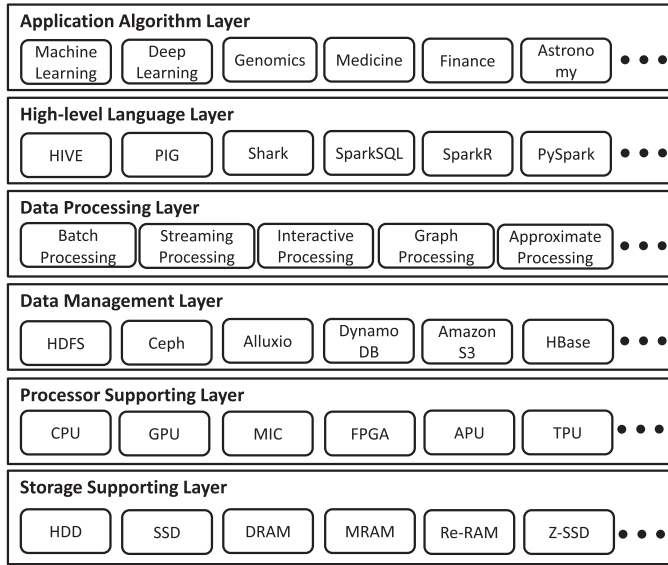 Application Algorithm Layer
Machine Learning
Deep Learning
Genomics
Medicine
Finance
Astrono
my
High-level Language Layer
HIVE
PIG
Shark
SparkSQL
SparkR
PySpark
Data Processing Layer
Batch
Processing
Streaming
Processing
Interactive
Processing
Graph
Processing
Approximate
Processing
Data Management Layer
HDFS
Ceph
Alluxio
Dynamo
DB
Amazon
S3
HBase
Processor Supporting Layer
CPU
GPU
MIC
FPGA
APU
TPU
Storage Supporting Layer
HDD
SSD
DRAM
MRAM
Re-RAM
Z-SSD